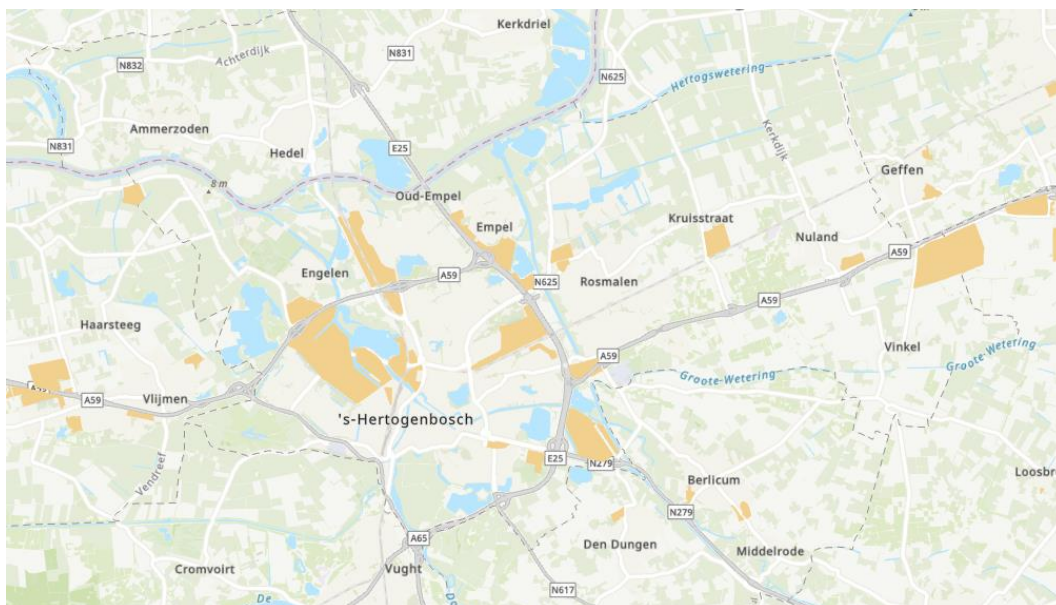 Kerkdriel
N831
N832
Achterdijk
N625
Hertogswetering
Ammerzoden
N831
Hedel
E25
Kerkdijk
Geffen
8 m
Oud-Empel
Empel
Kruisstraat
Nuland
A59
Engelen
A59
N625
Rosmalen
A59
Haarsteeg
A59
Vinkel
Groote-Wetering
Groote-Wetering
A59
Vlijmen
's-Hertogenbosch
Vendreef
E25
N279
Berlicum
Loosbr
N279
A65
Den Dungen
Middelrode
Cromvoirt
Vught
N617
De
Do